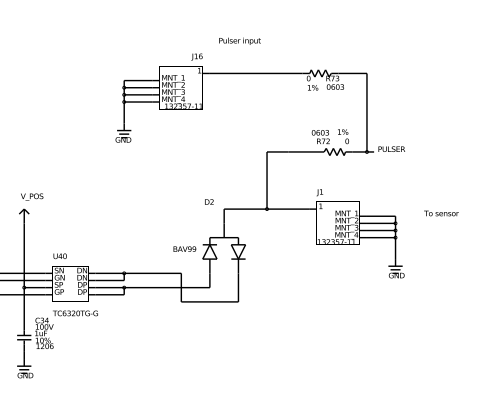 Pulser input
J16
1
MNT_1
MNT_2
MNT_3
MNT_4
132357-11
GND
0 R73
1% 0603
0603 1%
R72 0
PULSER
J1
1
MNT_1
MNT_2
MNT_3
MNT_4
132357-11
GND
To sensor
D2
BAV99
V_POS
U40
SN DN
GN DN
SP DP
GP DP
TC6320TG-G
C34
100V
1uF
10%
1206
GND